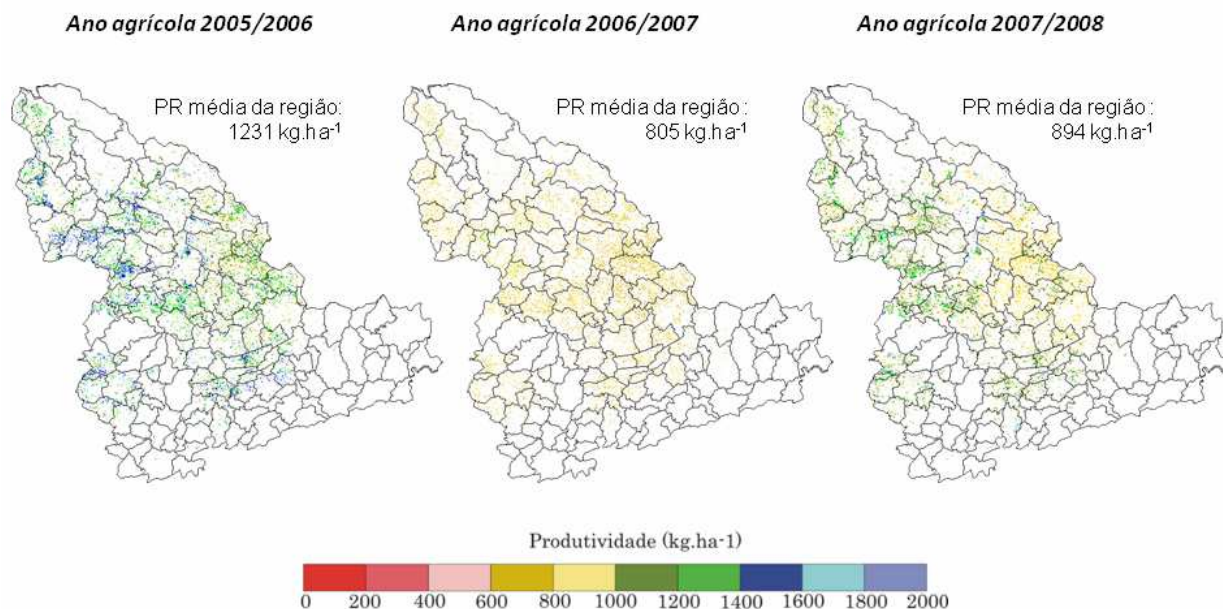 Ano agrícola 2005/2006
Ano agrícola 2006/2007
Ano agrícola 2007/2008
PR média da região:
1231 kg.ha-1
PR média da região :
805 kg.ha-1
PR média da região :
894 kg.ha-1
Produtividade (kg.ha-1)
0 200 400 600 800 1000 1200 1400 1600 1800 2000